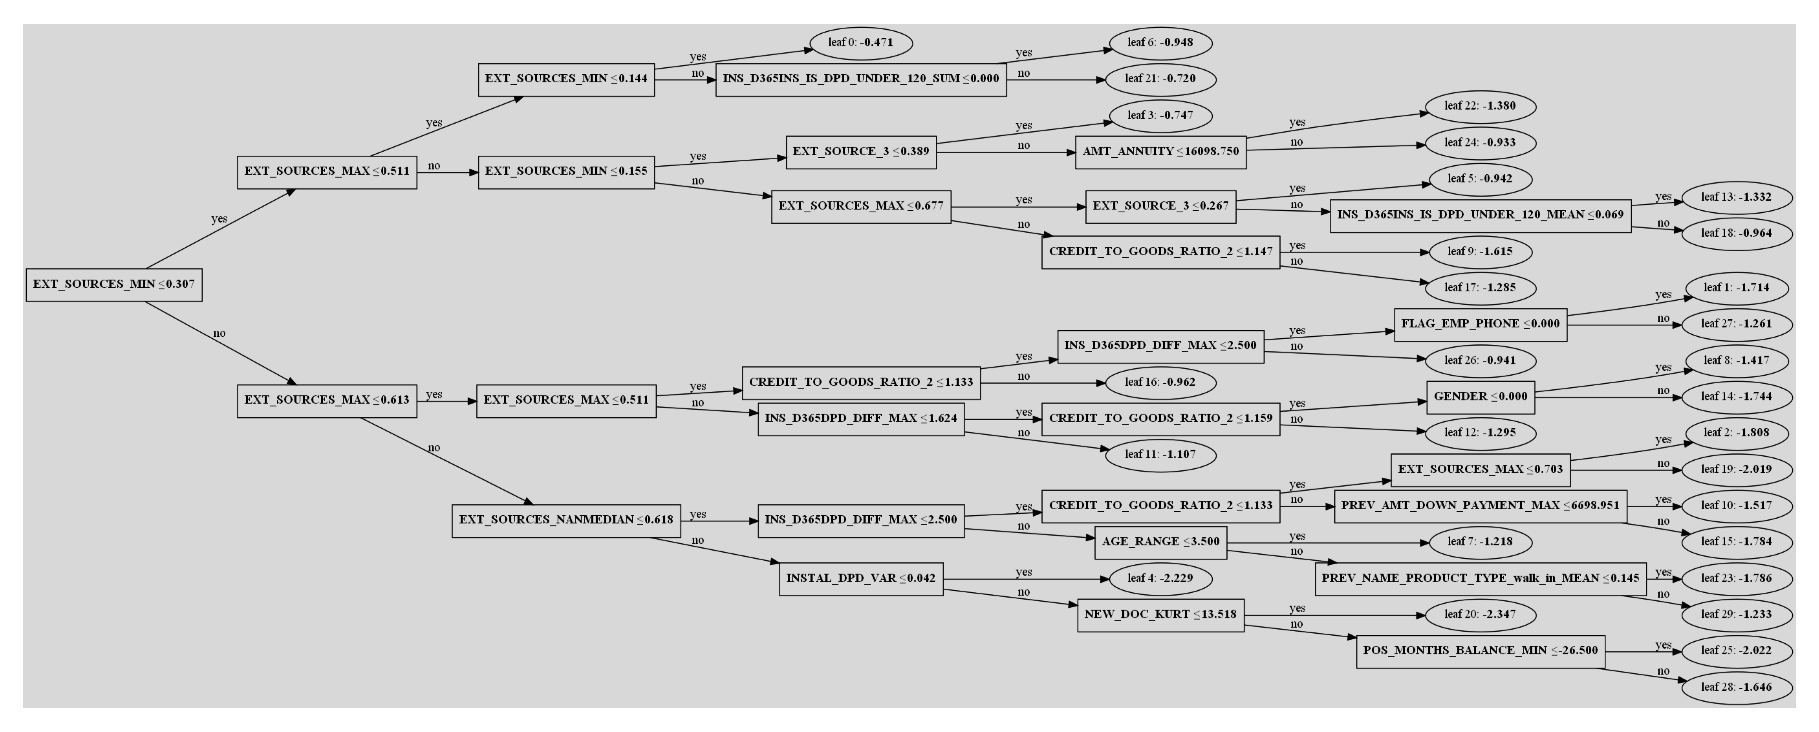 leaf 0: -0.471
leaf 6: -0.948
yes
yes
EXT_SOURCES_MIN ≤0.144
no
INS_D365INS_IS_DPD_UNDER_120_SUM ≤0.000
no
leaf 21: -0.720
leaf 22: -1.380
leaf 3: -0.747
yes
yes
yes
EXT_SOURCE_3 ≤0.389
no
AMT_ANNUITY ≤16098.750
no
leaf 24: -0.933
yes
EXT_SOURCES_MAX ≤0.511
no
EXT_SOURCES_MIN ≤0.155
no
leaf 5: -0.942
yes
EXT_SOURCES_MAX ≤0.677
yes
EXT_SOURCE_3 ≤0.267
no
leaf 13: -1.332
yes
INS_D365INS_IS_DPD_UNDER_120_MEAN ≤0.069
no
leaf 18: -0.964
yes
no
CREDIT_TO_GOODS_RATIO_2 ≤1.147
yes
leaf 9: -1.615
no
leaf 17: -1.285
EXT_SOURCES_MIN ≤0.307
leaf 1: -1.714
yes
FLAG_EMP_PHONE ≤0.000
no
leaf 27: -1.261
no
yes
INS_D365DPD_DIFF_MAX ≤2.500
no
leaf 26: -0.941
yes
CREDIT_TO_GOODS_RATIO_2 ≤1.133
no
leaf 16: -0.962
leaf 8: -1.417
yes
GENDER ≤0.000
no
leaf 14: -1.744
EXT_SOURCES_MAX ≤0.613
yes
EXT_SOURCES_MAX ≤0.511
yes
no
INS_D365DPD_DIFF_MAX ≤1.624
yes
CREDIT_TO_GOODS_RATIO_2 ≤1.159
yes
no
leaf 12: -1.295
no
leaf 11: -1.107
no
leaf 2: -1.808
yes
EXT_SOURCES_MAX ≤0.703
no
leaf 19: -2.019
EXT_SOURCES_NANMEDIAN ≤0.618
yes
INS_D365DPD_DIFF_MAX ≤2.500
yes
CREDIT_TO_GOODS_RATIO_2 ≤1.133
yes
no
PREV_AMT_DOWN_PAYMENT_MAX ≤6698.951
yes
leaf 10: -1.517
no
leaf 15: -1.784
no
AGE_RANGE ≤3.500
yes
leaf 7: -1.218
no
PREV_NAME_PRODUCT_TYPE_walk_in_MEAN ≤0.145
yes
leaf 23: -1.786
no
leaf 29: -1.233
no
INSTAL_DPD_VAR ≤0.042
yes
leaf 4: -2.229
no
NEW_DOC_KURT ≤13.518
yes
leaf 20: -2.347
no
POS_MONTHS_BALANCE_MIN ≤-26.500
yes
leaf 25: -2.022
no
leaf 28: -1.646